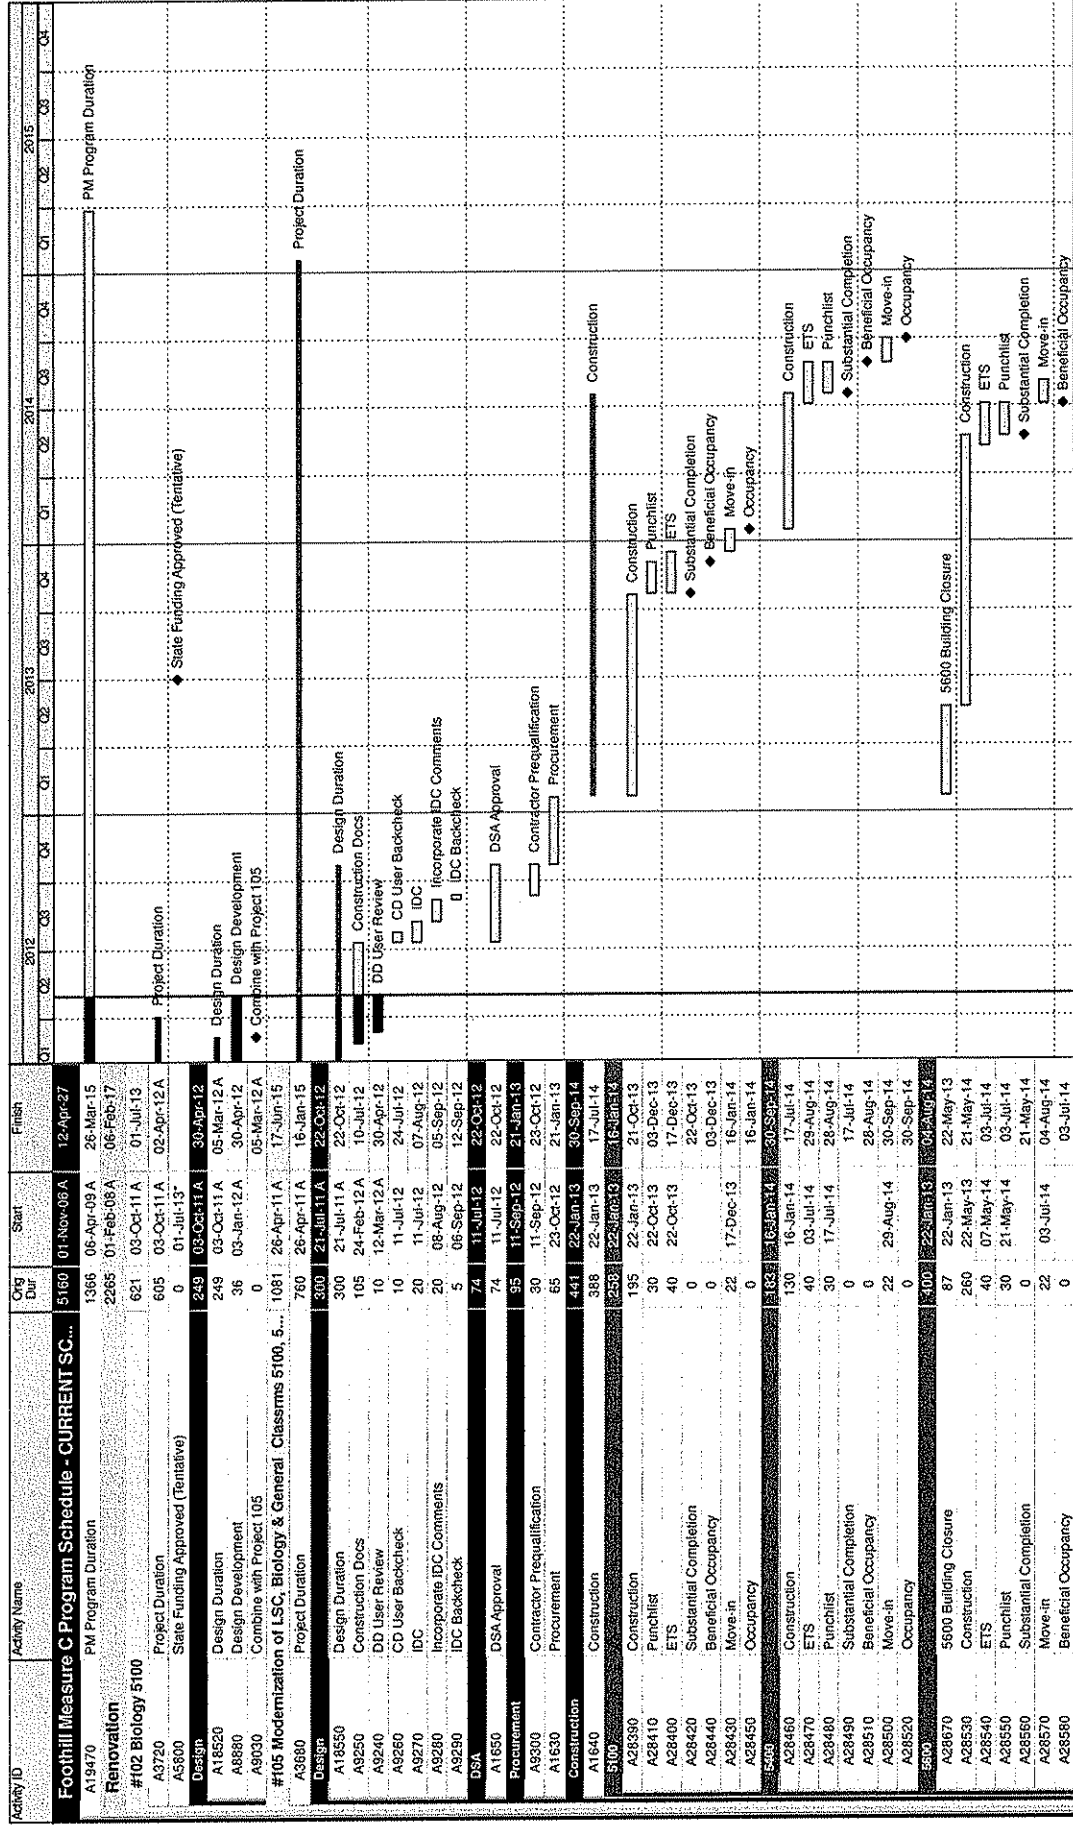 Activity ID Activity Name Org Dur Start Finish
2012 2013 2014 2015
Q1 Q2 Q3 Q4 Q1 Q2 Q3 Q4 Q1 Q2 Q3 Q4 Q1 Q2 Q3 Q4
Foothill Measure C Program Schedule - CURRENT SC... 5160 01-Nov-06 A 12-Apr-27
A19470 PM Program Duration 1366 06-Apr-09 A 26-Mar-15 PM Program Duration
Renovation 2265 01-Feb-08 A 06-Feb-17
#102 Biology 5100 621 03-Oct-11 A 01-Jul-13
A3720 Project Duration 605 03-Oct-11 A 02-Apr-12 A Project Duration
A5600 State Funding Approved (Tentative) 0 01-Jul-13* State Funding Approved (Tentative)
Design 249 03-Oct-11 A 30-Apr-12
A18520 Design Duration 249 03-Oct-11 A 05-Mar-12 A Design Duration
A8880 Design Development 36 03-Jan-12 A 30-Apr-12 Design Development
A9030 Combine with Project 105 0 05-Mar-12 A Combine with Project 105
#105 Modernization of LSC, Biology & General Classrms 5100, 5... 1081 26-Apr-11 A 17-Jun-15
A3680 Project Duration 760 26-Apr-11 A 16-Jan-15 Project Duration
Design 300 21-Jul-11 A 22-Oct-12
A18550 Design Duration 300 21-Jul-11 A 22-Oct-12 Design Duration
A9250 Construction Docs 105 24-Feb-12 A 10-Jul-12 Construction Docs
A9240 DD User Review 10 12-Mar-12 A 30-Apr-12 DD User Review
A9260 CD User Backcheck 10 11-Jul-12 24-Jul-12 CD User Backcheck
A9270 IDC 20 11-Jul-12 07-Aug-12 IDC
A9280 Incorporate IDC Comments 20 08-Aug-12 05-Sep-12 Incorporate IDC Comments
A9290 IDC Backcheck 5 06-Sep-12 12-Sep-12 IDC Backcheck
DSA 74 11-Jul-12 22-Oct-12
A1650 DSA Approval 74 11-Jul-12 22-Oct-12 DSA Approval
Procurement 95 11-Sep-12 21-Jan-13
A9300 Contractor Prequalification 30 11-Sep-12 23-Oct-12 Contractor Prequalification
A1630 Procurement 65 23-Oct-12 21-Jan-13 Procurement
Construction 441 22-Jan-13 30-Sep-14
A1640 Construction 388 22-Jan-13 17-Jul-14 Construction
5100 258 22-Jan-13 16-Jan-14
A28390 Construction 195 22-Jan-13 21-Oct-13 Construction
A28410 Punchlist 30 22-Oct-13 03-Dec-13 Punchlist
A28400 ETS 40 22-Oct-13 17-Dec-13 ETS
A28420 Substantial Completion 0 22-Oct-13 Substantial Completion
A28440 Beneficial Occupancy 0 03-Dec-13 Beneficial Occupancy
A28430 Move-in 22 17-Dec-13 16-Jan-14 Move-in
A28450 Occupancy 0 16-Jan-14 Occupancy
183 16-Jan-14 30-Sep-14
A28460 Construction 130 16-Jan-14 17-Jul-14 Construction
A28470 ETS 40 03-Jul-14 29-Aug-14 ETS
A28480 Punchlist 30 17-Jul-14 28-Aug-14 Punchlist
A28490 Substantial Completion 0 17-Jul-14 Substantial Completion
A28510 Beneficial Occupancy 0 28-Aug-14 Beneficial Occupancy
A28500 Move-in 22 29-Aug-14 30-Sep-14 Move-in
A28520 Occupancy 0 30-Sep-14 Occupancy
400 22-Jan-13 04-Aug-14
A28670 5600 Building Closure 87 22-Jan-13 22-May-13 5600 Building Closure
A28530 Construction 260 22-May-13 21-May-14 Construction
A28540 ETS 40 07-May-14 03-Jul-14 ETS
A28550 Punchlist 30 21-May-14 03-Jul-14 Punchlist
A28560 Substantial Completion 0 21-May-14 Substantial Completion
A28570 Move-in 22 03-Jul-14 04-Aug-14 Move-in
A28580 Beneficial Occupancy 0 03-Jul-14 Beneficial Occupancy